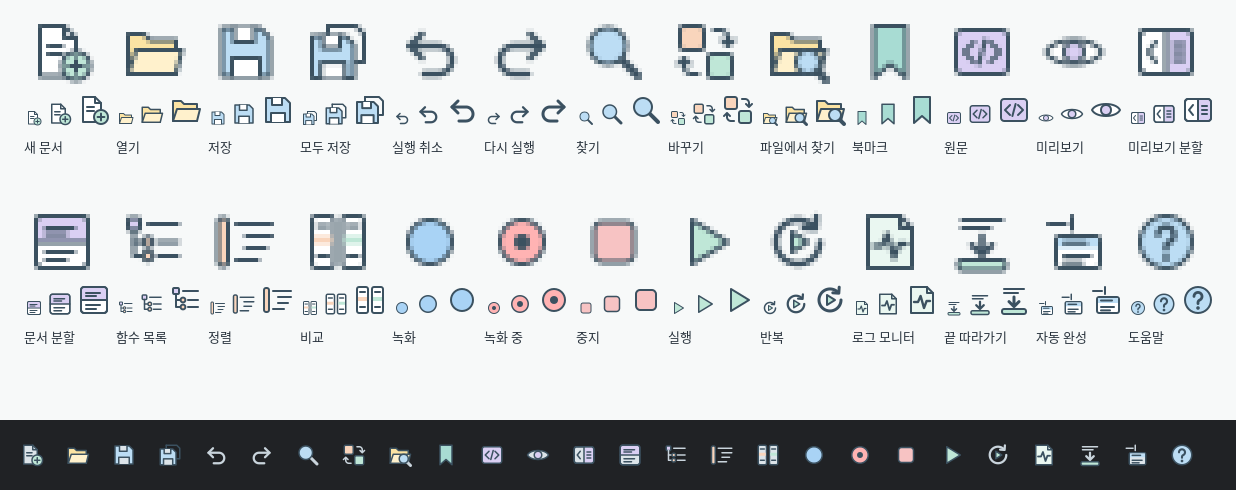 새 문서 열기 저장 모두 저장 실행 취소 다시 실행 찾기 바꾸기 파일에서 찾기 북마크 원문 미리보기 미리보기 분할
문서 분할 함수 목록 정렬 비교 녹화 녹화 중 중지 실행 반복 로그 모니터 끝 따라가기 자동 완성 도움말